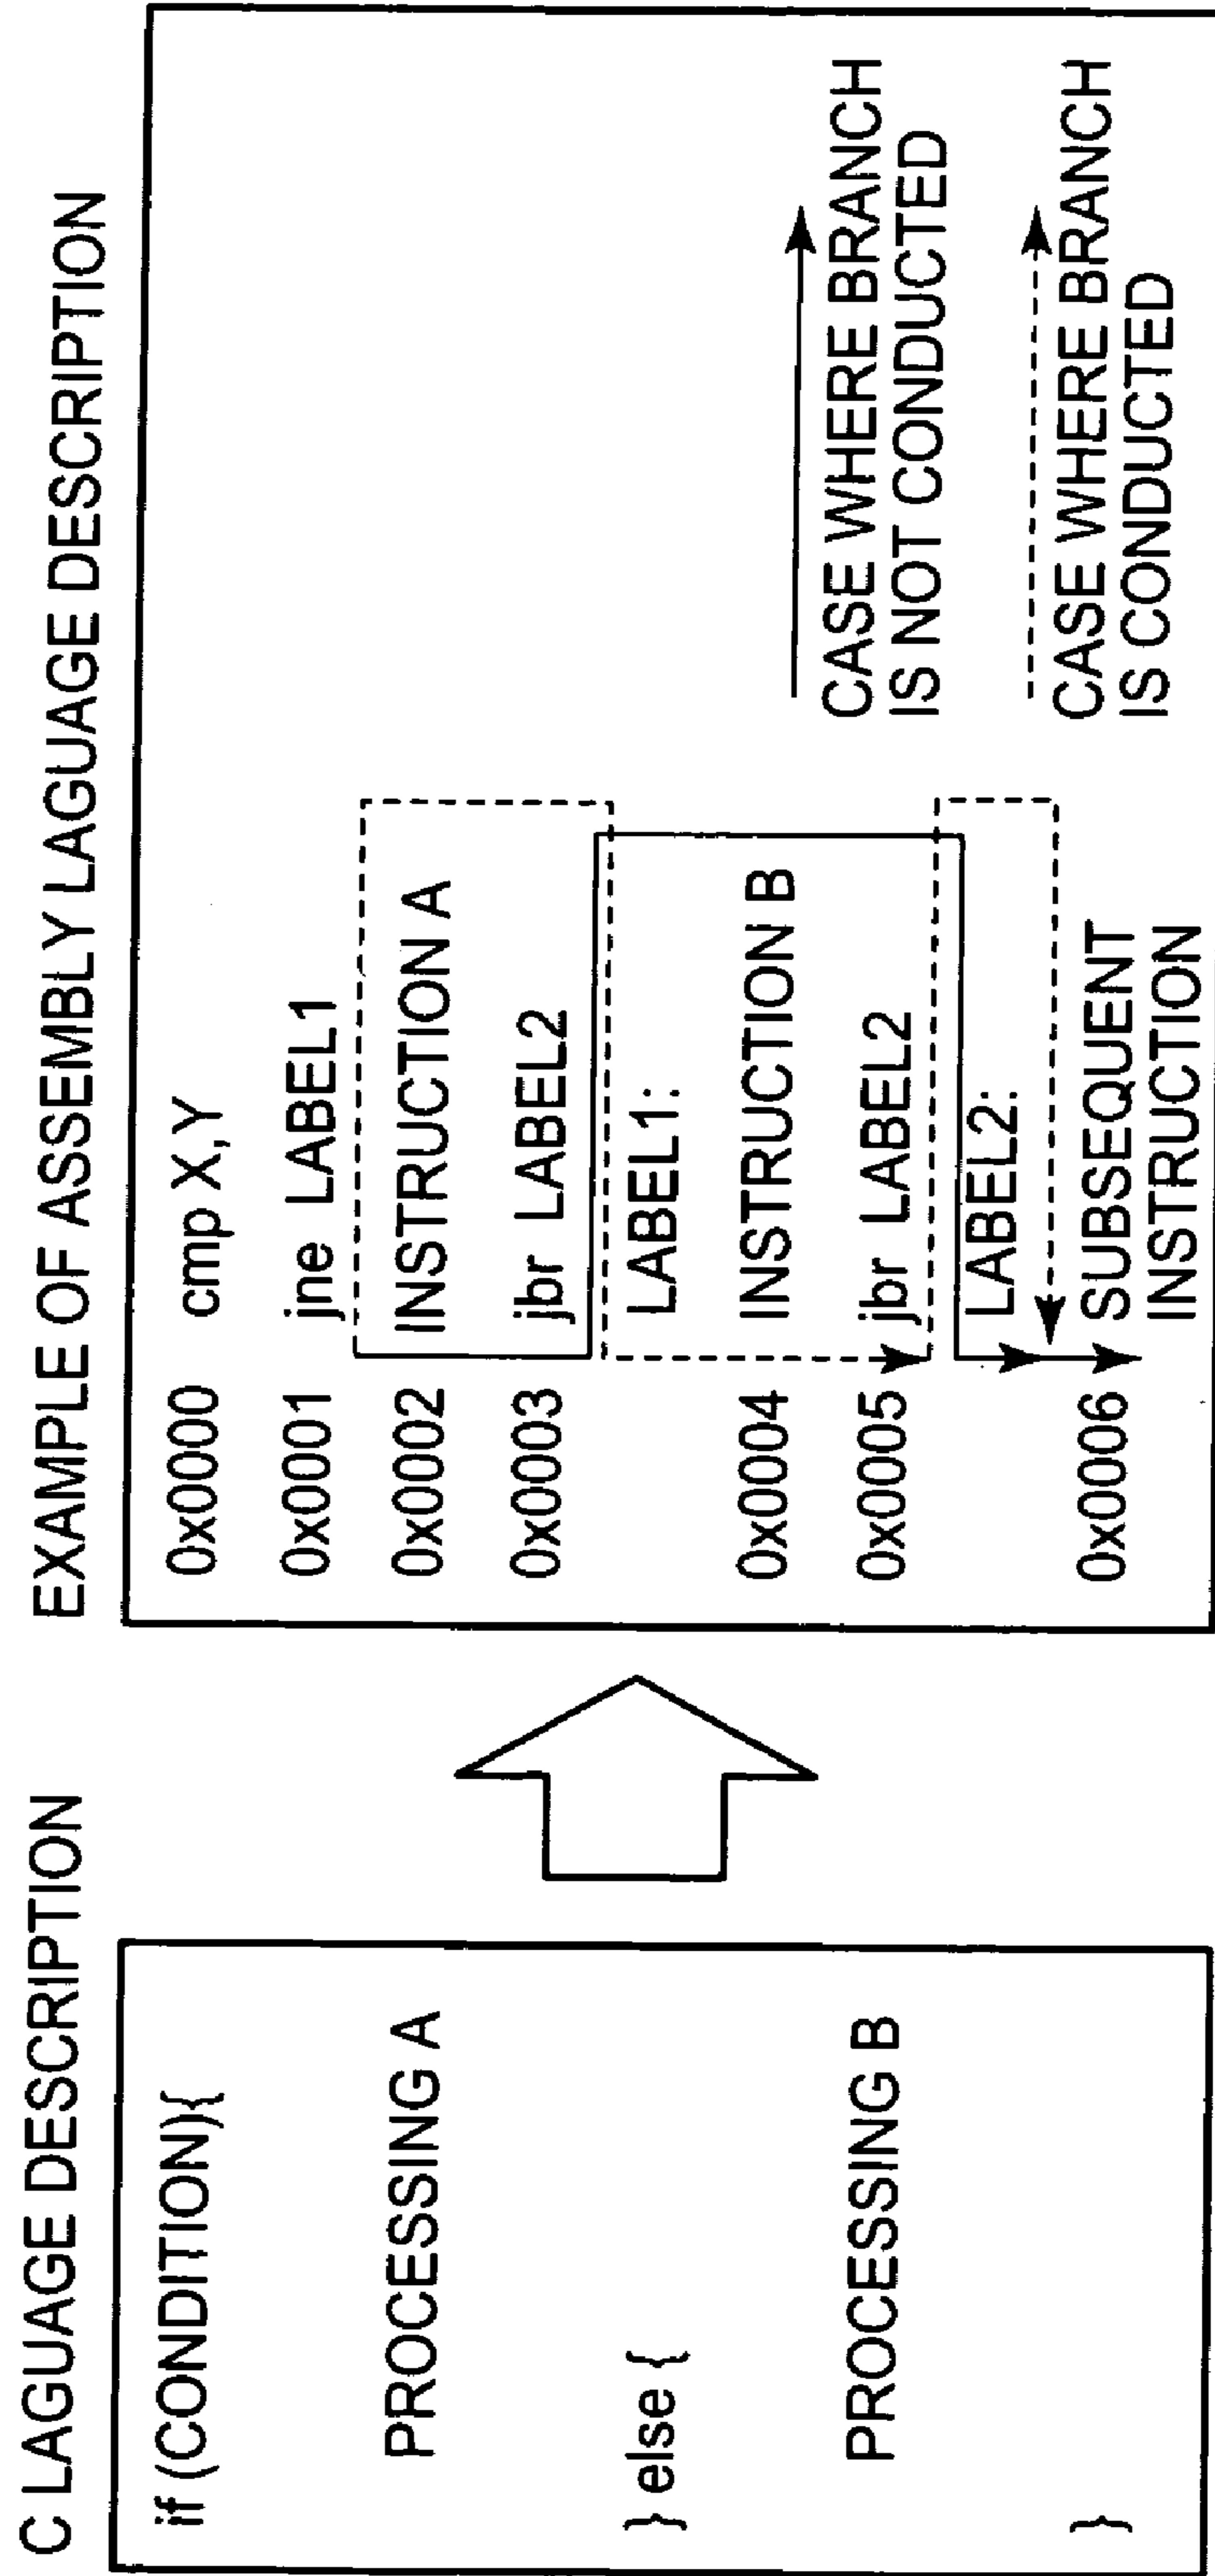 C LAGUAGE DESCRIPTION
if (CONDITION){
PROCESSING A
} else {
PROCESSING B
}
EXAMPLE OF ASSEMBLY LAGUAGE DESCRIPTION
0x0000 cmp X,Y
0x0001 jne LABEL1
0x0002 INSTRUCTION A
0x0003 jbr LABEL2
LABEL1:
0x0004 INSTRUCTION B
0x0005 jbr LABEL2
LABEL2:
0x0006 SUBSEQUENT
INSTRUCTION
CASE WHERE BRANCH
IS NOT CONDUCTED
CASE WHERE BRANCH
IS CONDUCTED